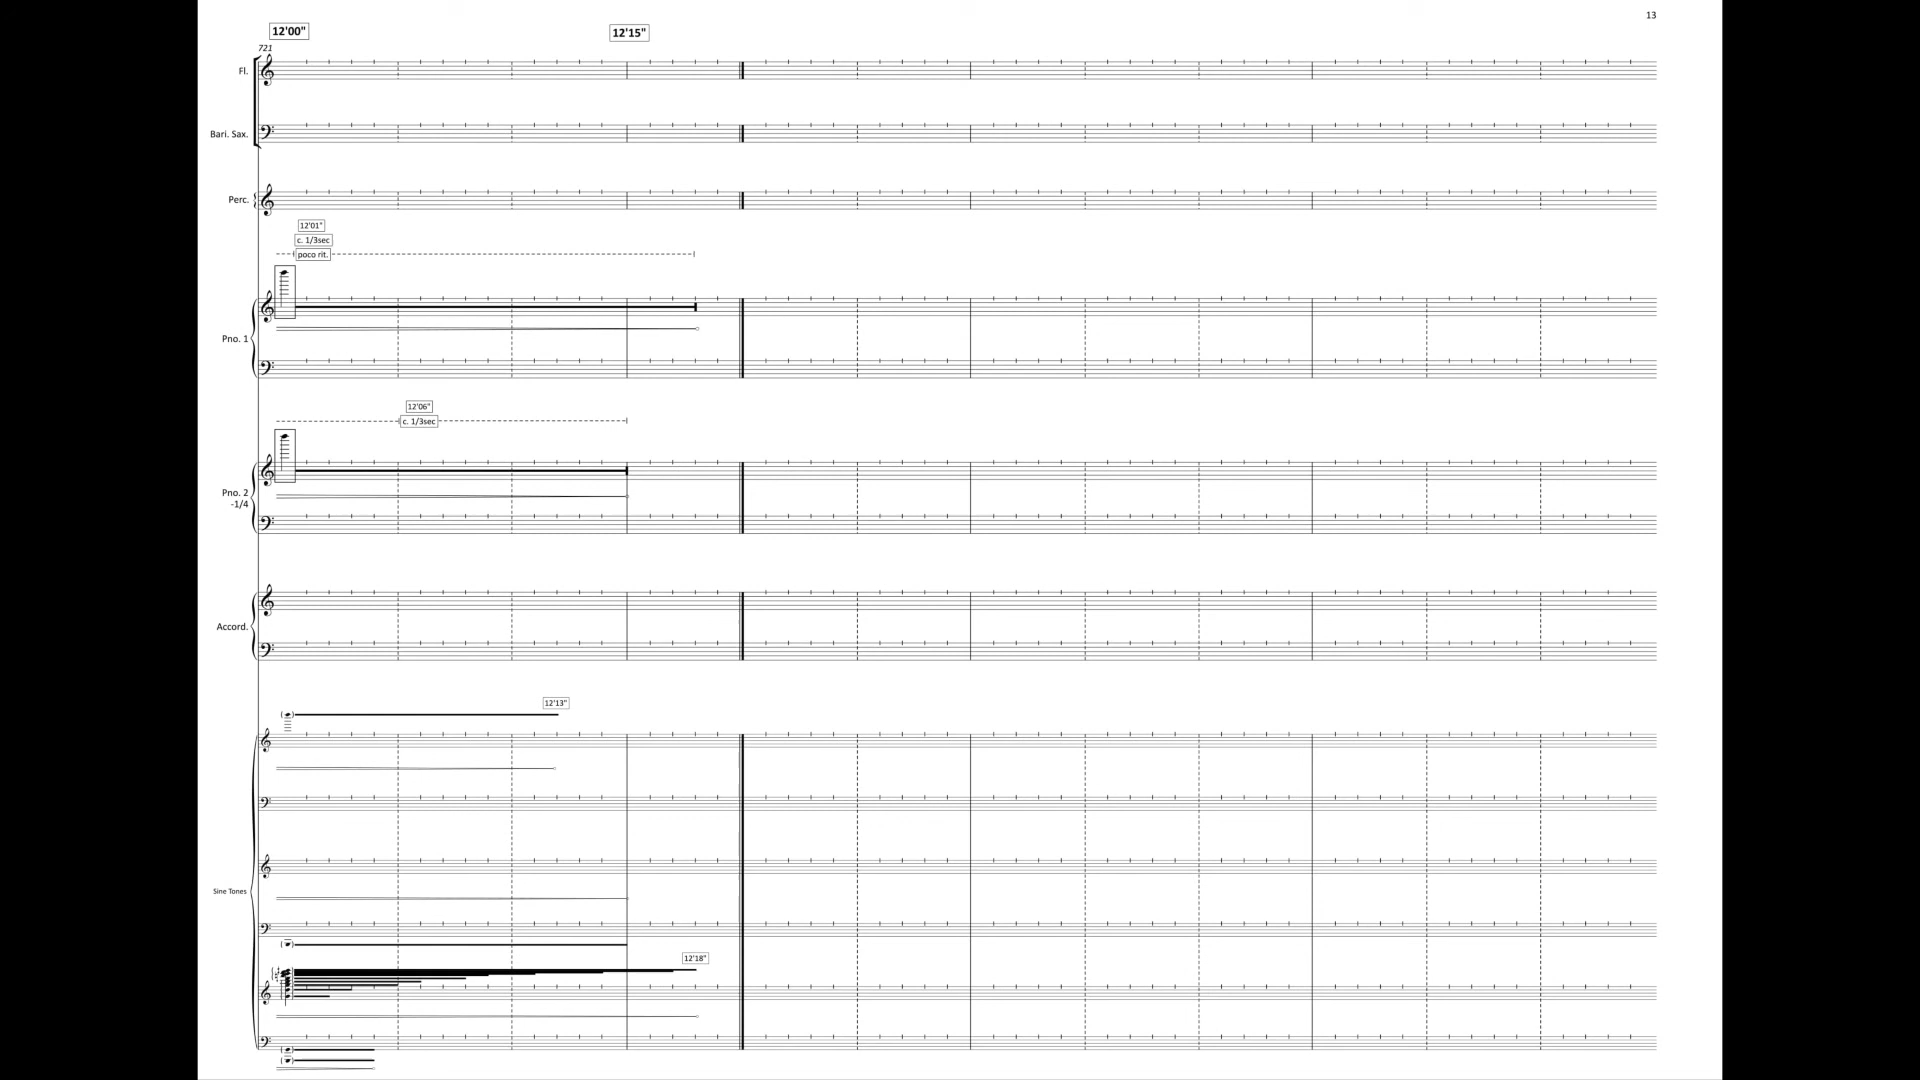 13
12'00"
12'15"
721
Fl.
Bari. Sax.
Perc.
12'01"
c. 1/3sec
poco rit.
Pno. 1
12'06"
c. 1/3sec
Pno. 2
-1/4
Accord.
12'13"
Sine Tones
12'18"